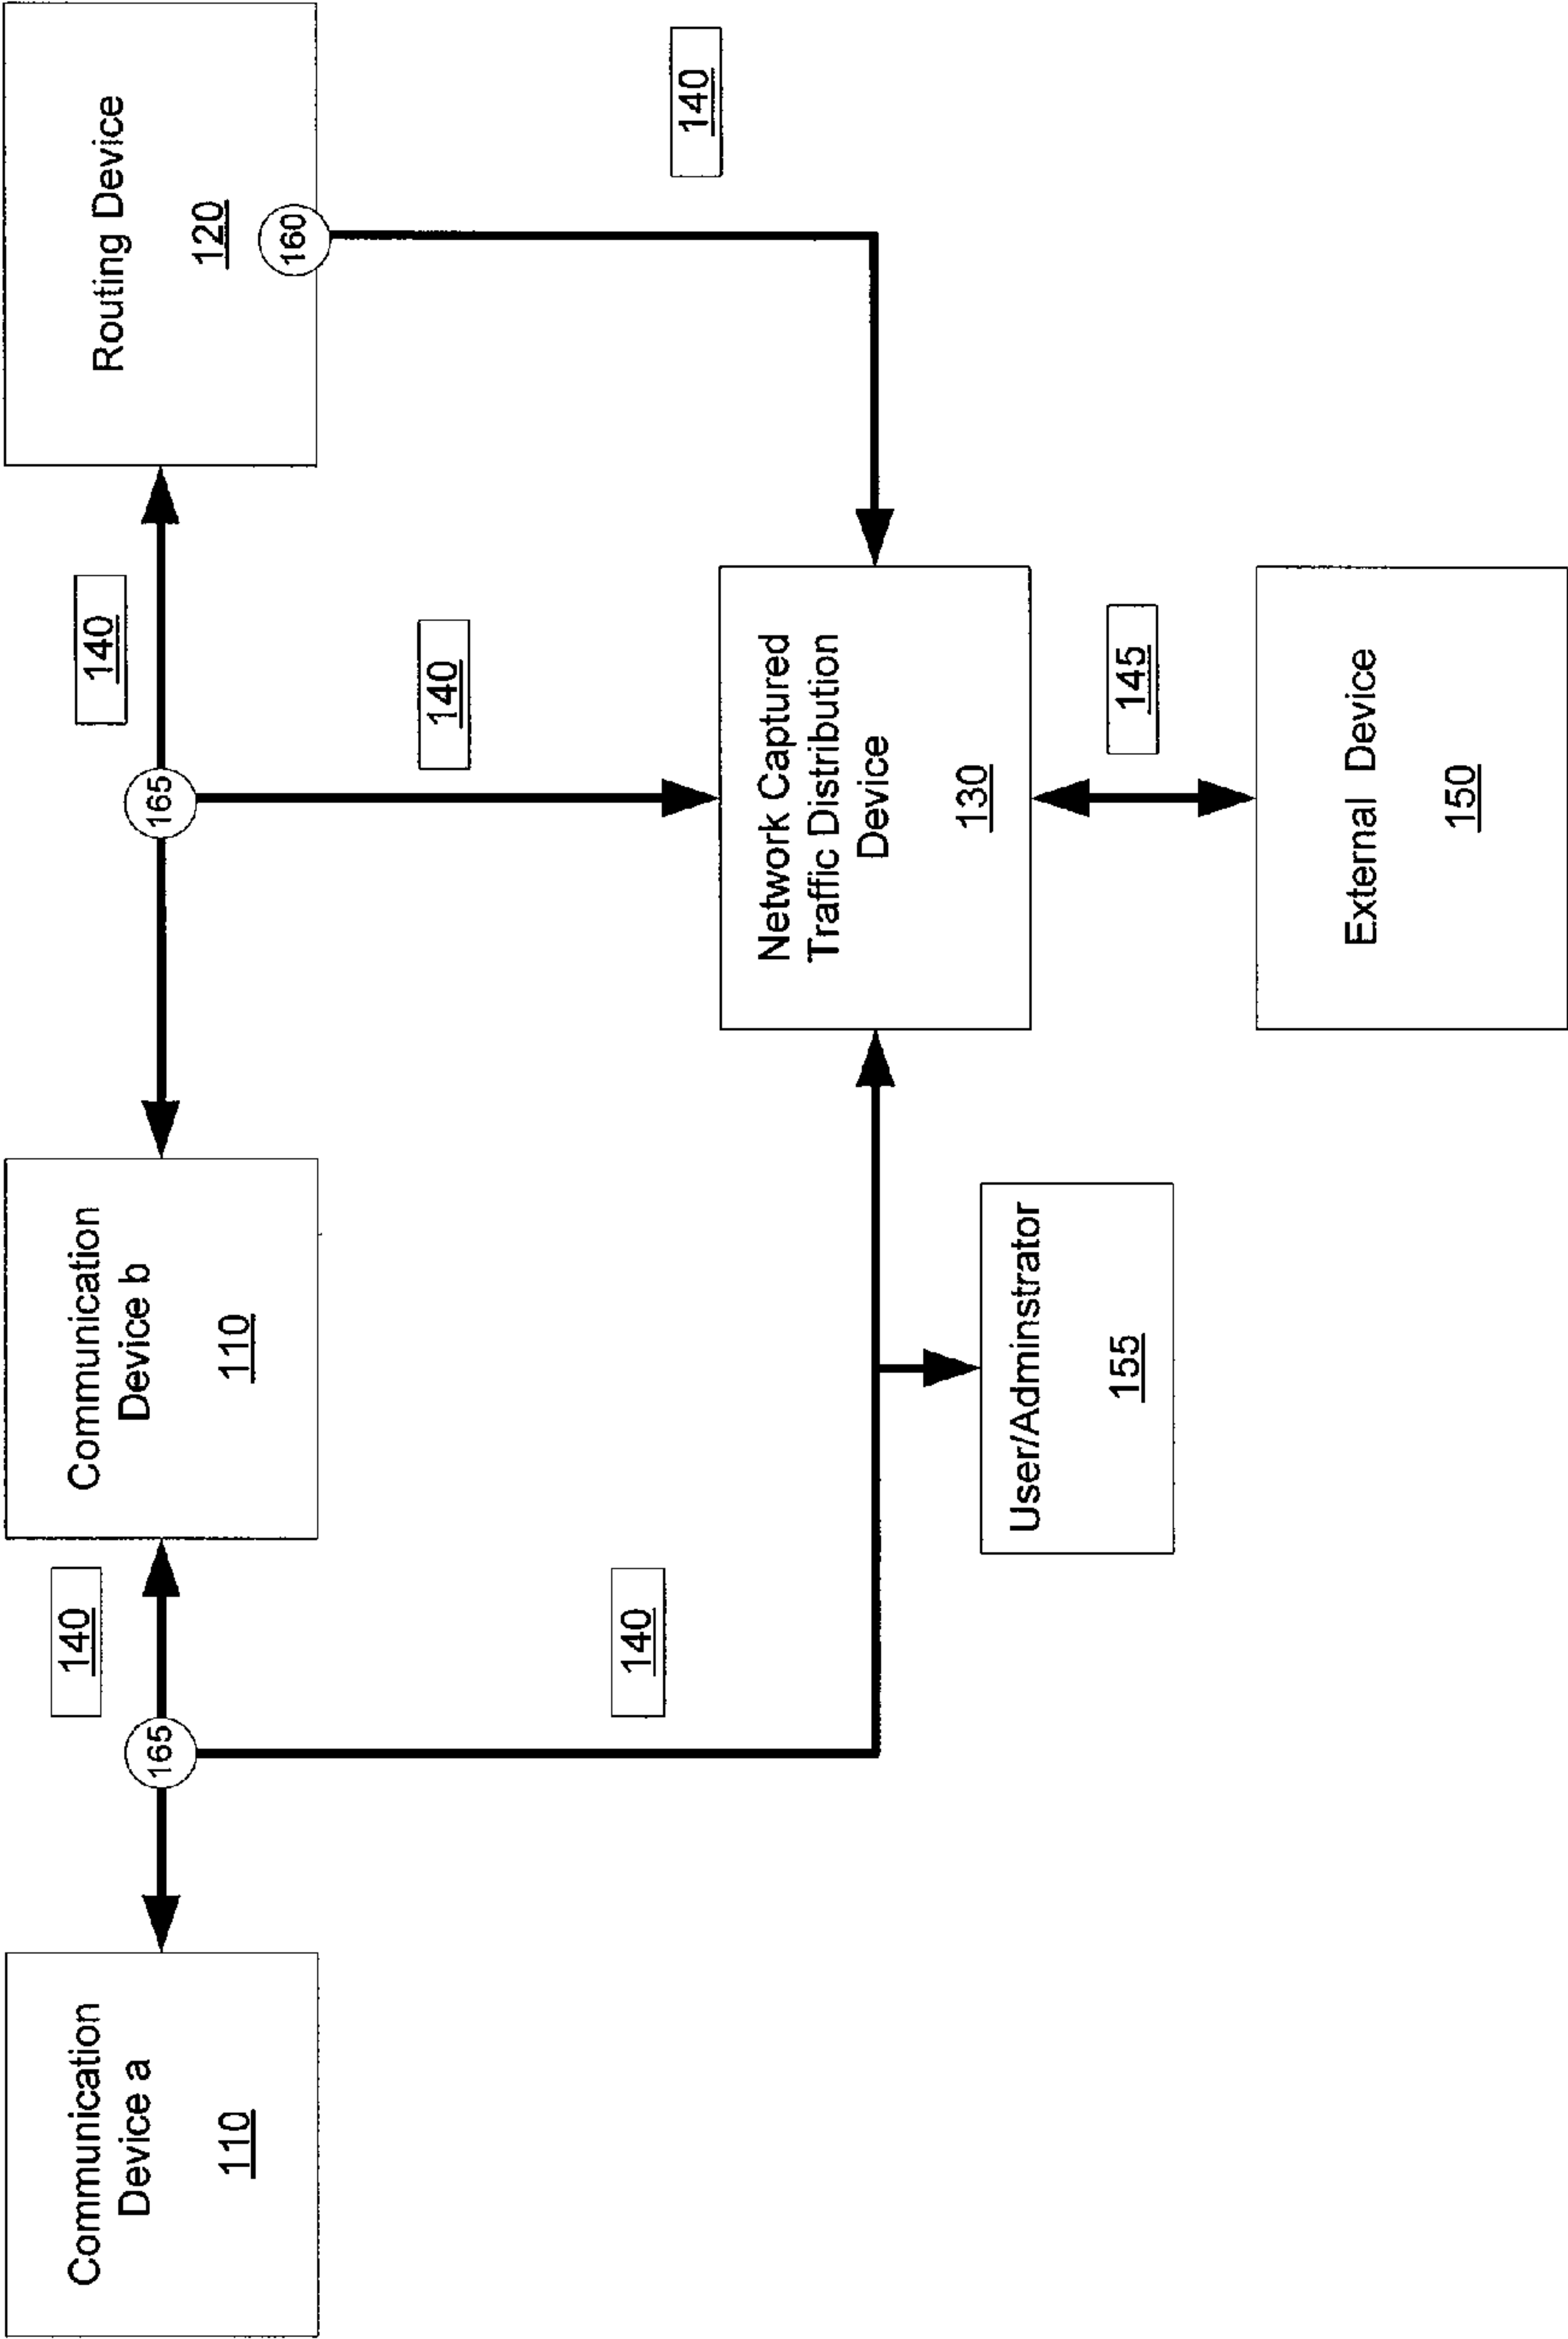 Communication
Device a
110
165
140
Communication
Device b
110
165
140
Routing Device
120
160
140
140
140
Network Captured
Traffic Distribution
Device
130
User/Adminstrator
155
145
External Device
150